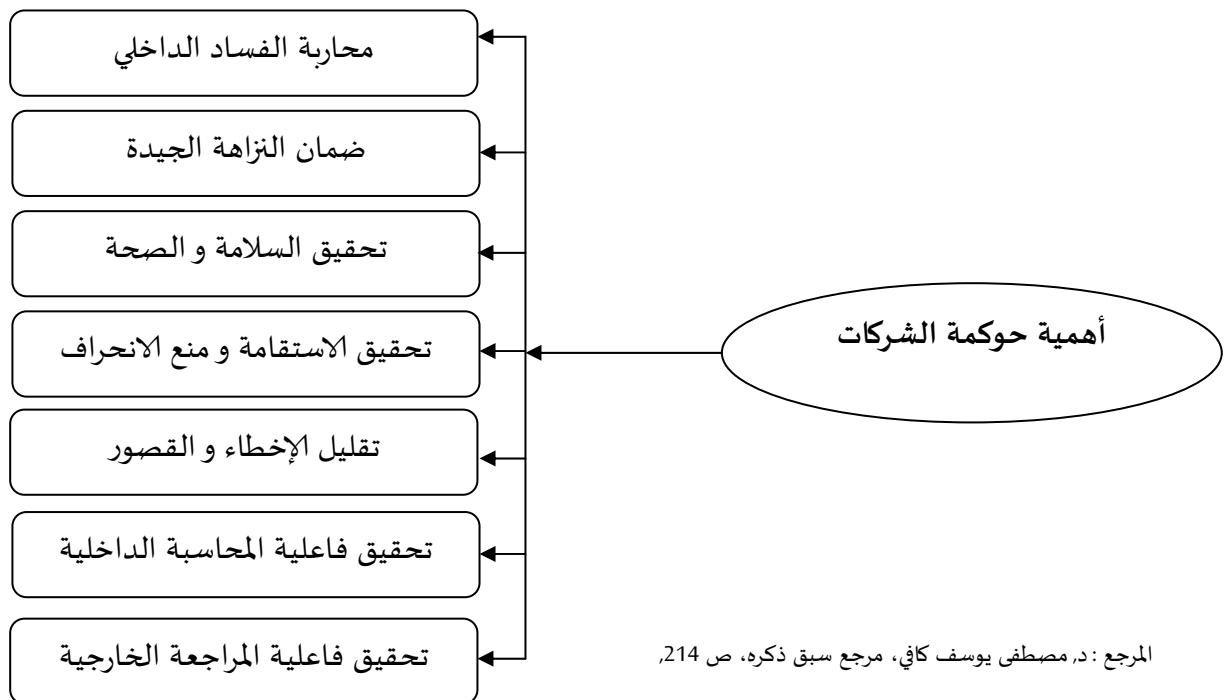 أهمية حوكمة الشركات
محاربة الفساد الداخلي
ضمان النزاهة الجيدة
تحقيق السلامة و الصحة
تحقيق الاستقامة و منع الانحراف
تقليل الإخطاء و القصور
تحقيق فاعلية المحاسبة الداخلية
تحقيق فاعلية المراجعة الخارجية
المرجع : د, مصطفى يوسف كافي، مرجع سبق ذكره، ص 214,